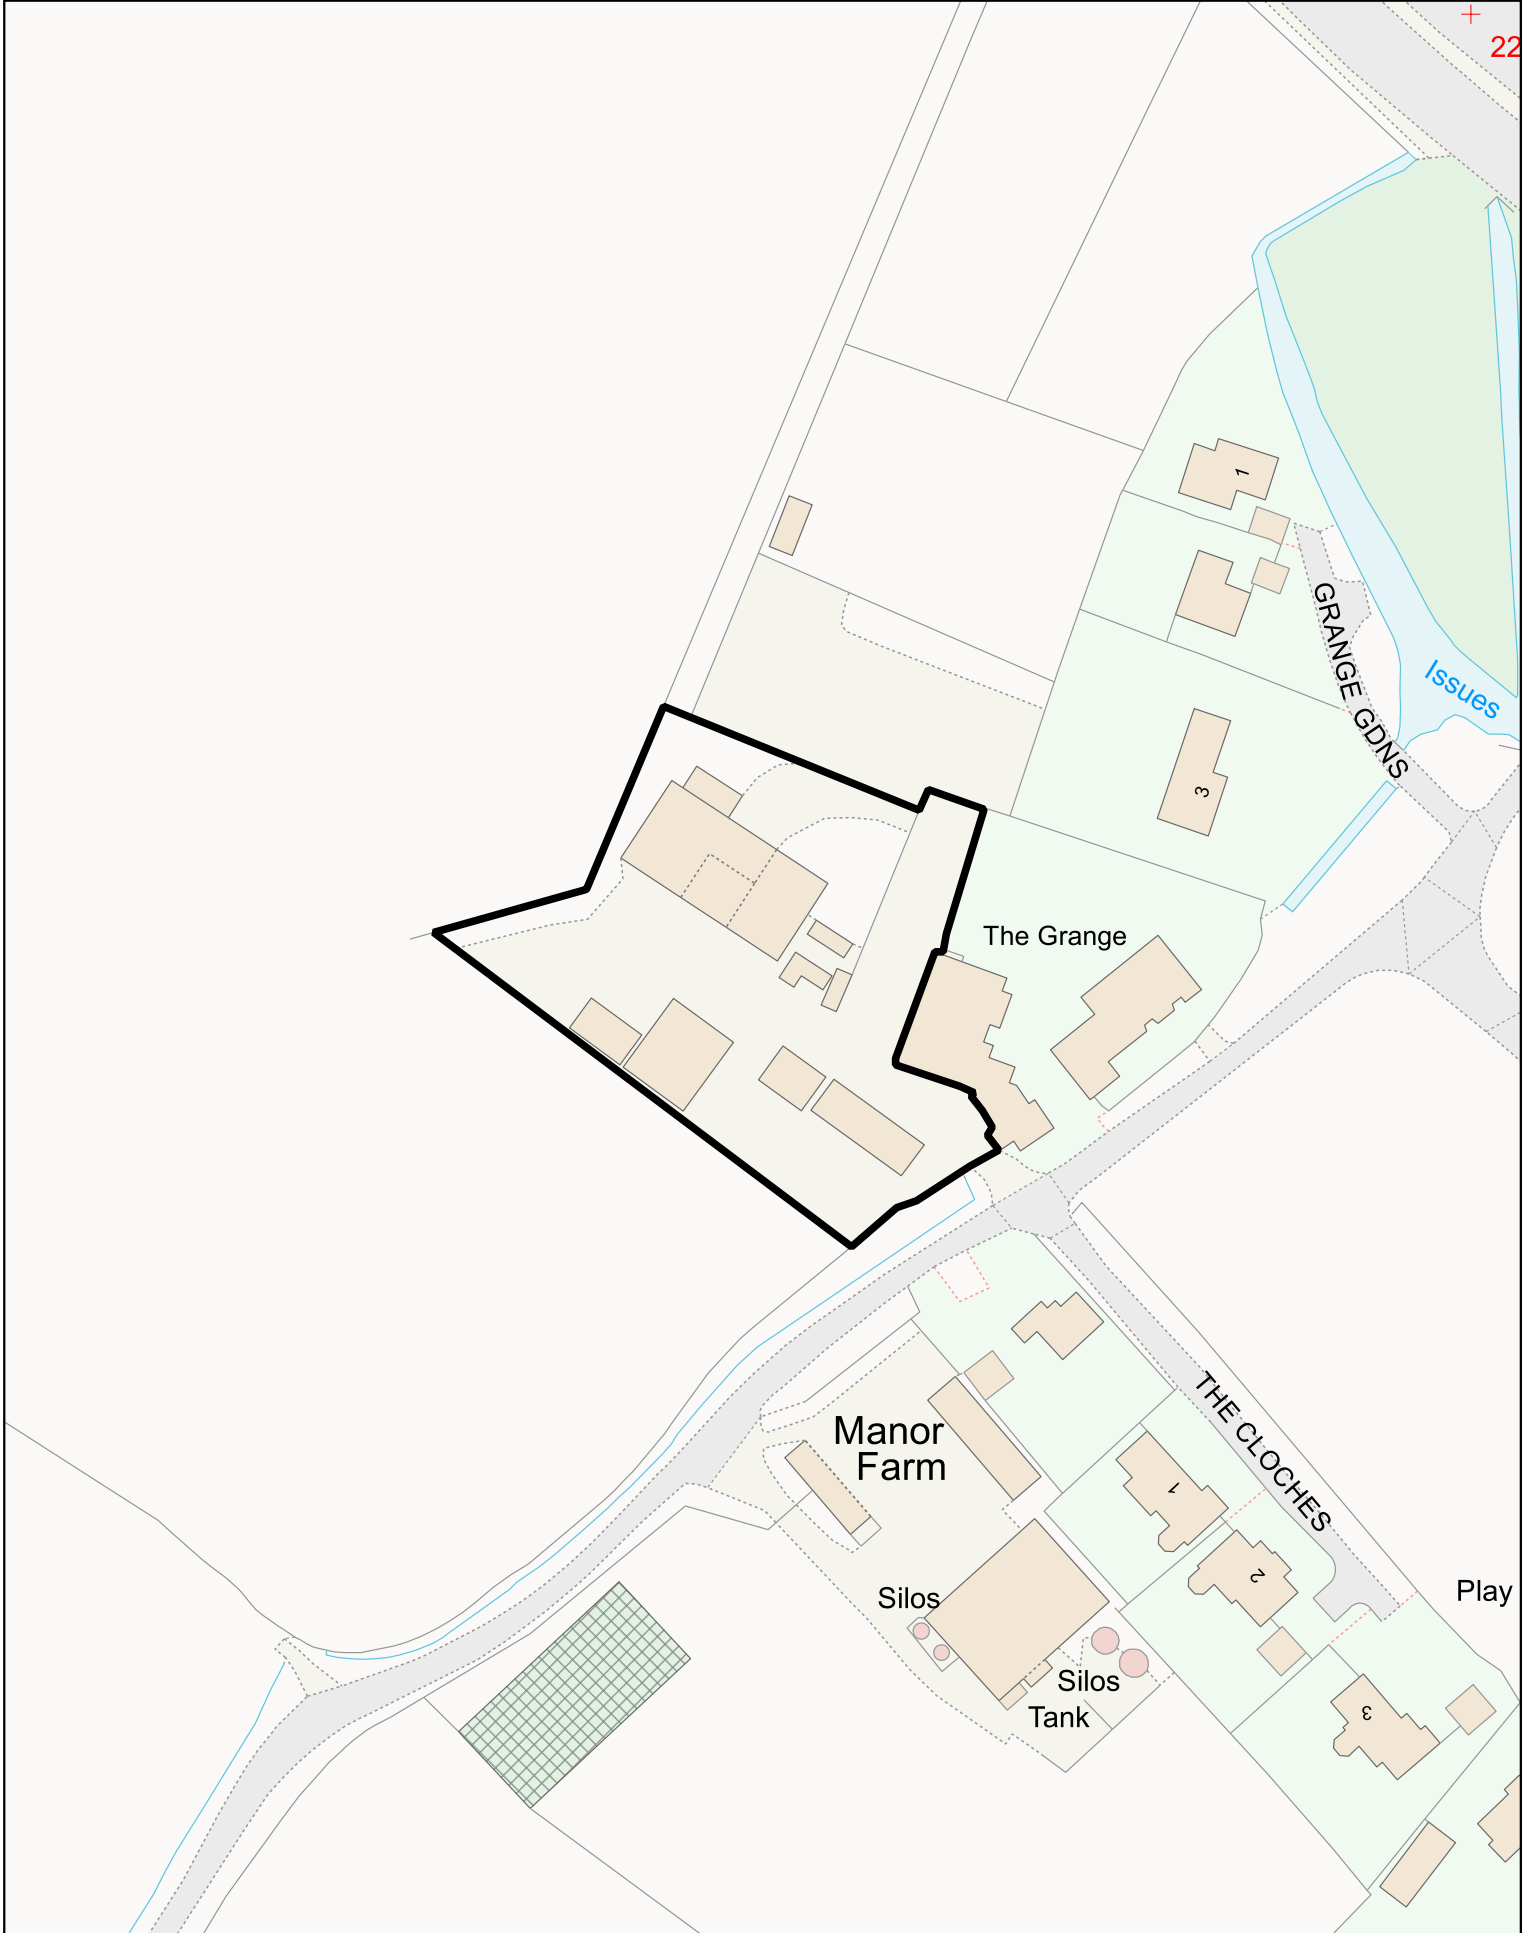 22
1
GRANGE GDNS
Issues
3
The Grange
Manor
Farm
THE CLOCHES
1
2
Silos
Play
Silos
Tank
3